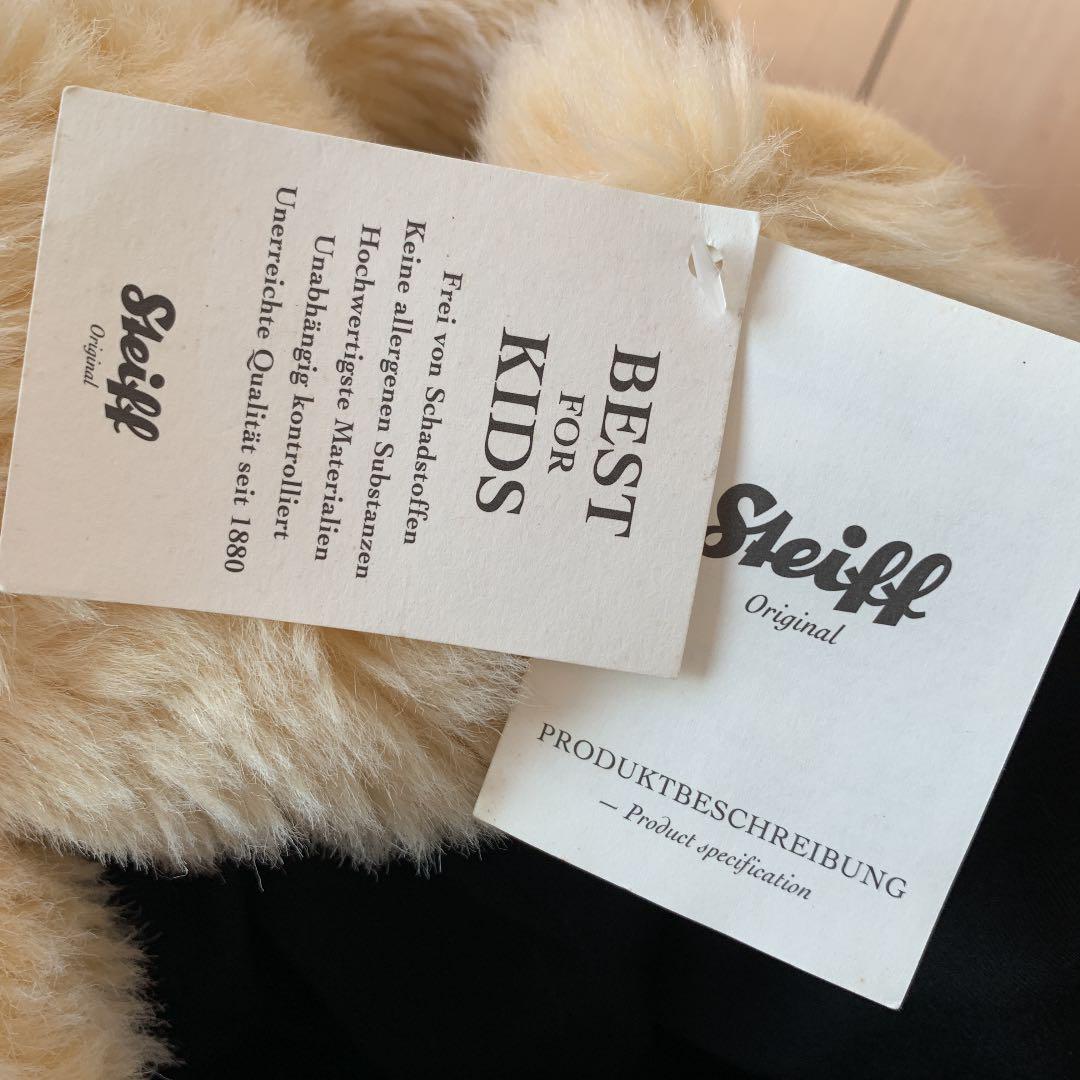 BEST
FOR
KIDS
Frei von Schadstoffen
Keine allergenen Substanzen
Hochwertigste Materialien
Unabhängig kontrolliert
Unerreichte Qualität seit 1880
Steiff
Original
Steiff
Original
PRODUKTBESCHREIBUNG
— Product specification